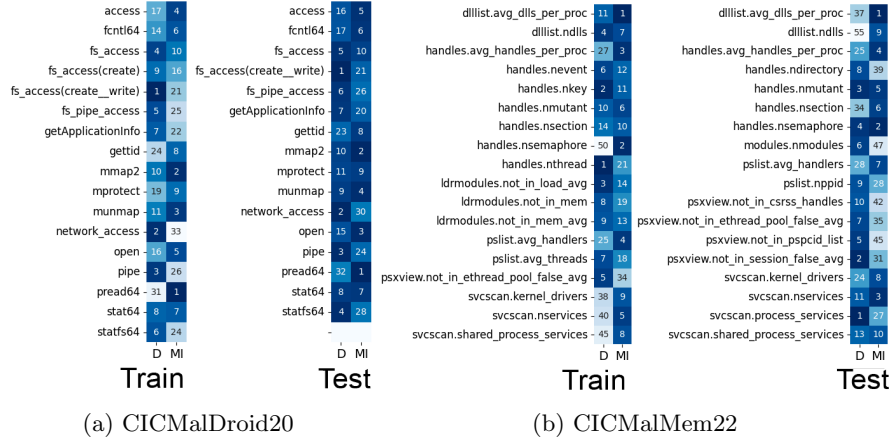 access 17 4
fcntl64 14 6
fs_access 4 10
fs_access(create) 9 16
fs_access(create__write) 1 21
fs_pipe_access 5 25
getApplicationInfo 7 22
gettid 24 8
mmap2 10 2
mprotect 19 9
munmap 11 3
network_access 2 33
open 16 5
pipe 3 26
pread64 31 1
stat64 8 7
statfs64 6 24
D MI
Train
access 16 5
fcntl64 17 6
fs_access 5 10
fs_access(create__write) 1 21
fs_pipe_access 6 26
getApplicationInfo 7 20
gettid 23 8
mmap2 10 2
mprotect 11 9
munmap 9 4
network_access 2 30
open 15 3
pipe 3 24
pread64 32 1
stat64 8 7
statfs64 4 28
-
D MI
Test
(a) CICMalDroid20
dlllist.avg_dlls_per_proc 11 1
dlllist.ndlls 4 7
handles.avg_handles_per_proc 27 3
handles.nevent 6 12
handles.nkey 2 11
handles.nmutant 10 6
handles.nsection 14 10
handles.nsemaphore 50 2
handles.nthread 1 21
ldrmodules.not_in_load_avg 3 14
ldrmodules.not_in_mem 8 19
ldrmodules.not_in_mem_avg 9 13
pslist.avg_handlers 25 4
pslist.avg_threads 7 18
psxview.not_in_ethread_pool_false_avg 5 34
svcscan.kernel_drivers 38 9
svcscan.nservices 40 5
svcscan.shared_process_services 45 8
D MI
Train
dlllist.avg_dlls_per_proc 37 1
dlllist.ndlls 55 9
handles.avg_handles_per_proc 25 4
handles.ndirectory 8 39
handles.nmutant 3 5
handles.nsection 34 6
handles.nsemaphore 4 2
modules.nmodules 6 47
pslist.avg_handlers 28 7
pslist.nppid 9 28
psxview.not_in_csrss_handles 10 42
psxview.not_in_ethread_pool_false_avg 7 35
psxview.not_in_pspcid_list 5 45
psxview.not_in_session_false_avg 2 31
svcscan.kernel_drivers 24 8
svcscan.nservices 11 3
svcscan.process_services 1 27
svcscan.shared_process_services 13 10
D MI
Test
(b) CICMalMem22